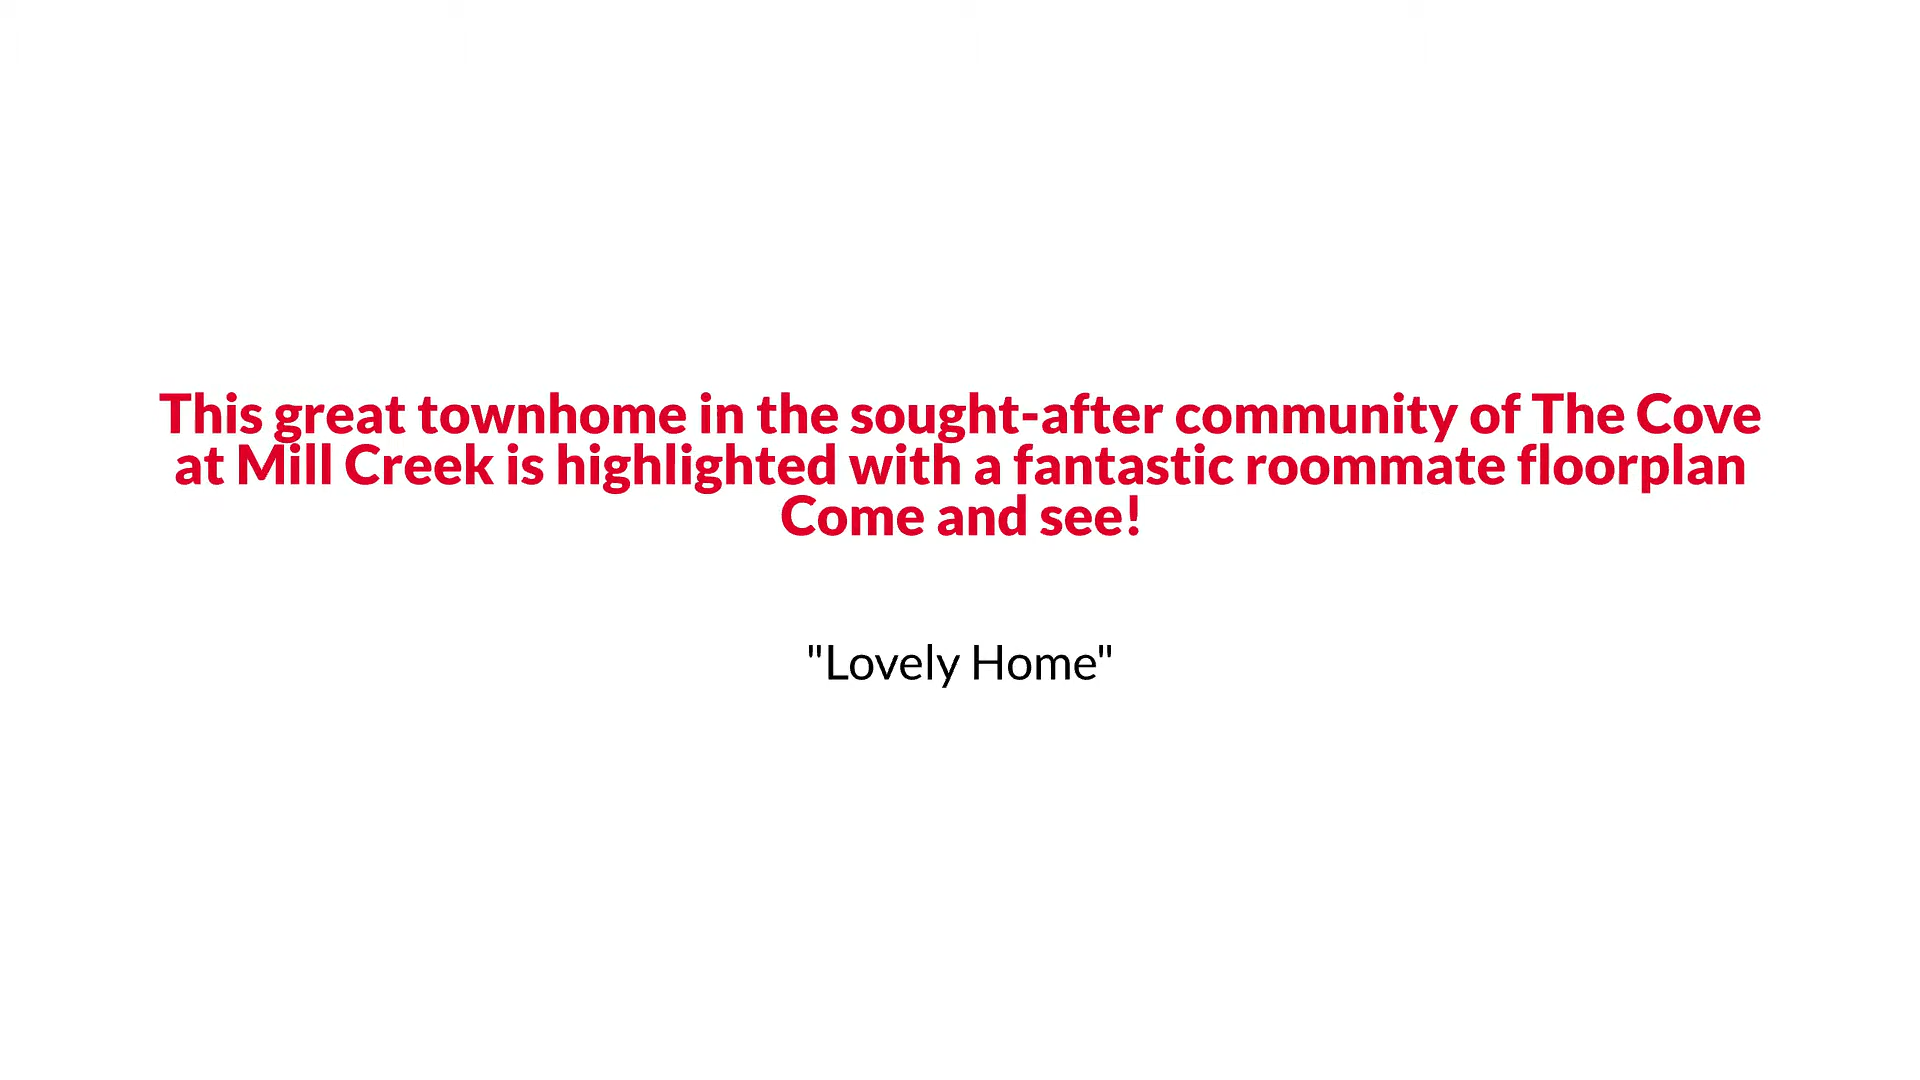 This great townhome in the sought-after community of The Cove
at Mill Creek is highlighted with a fantastic roommate floorplan
Come and see!
"Lovely Home"